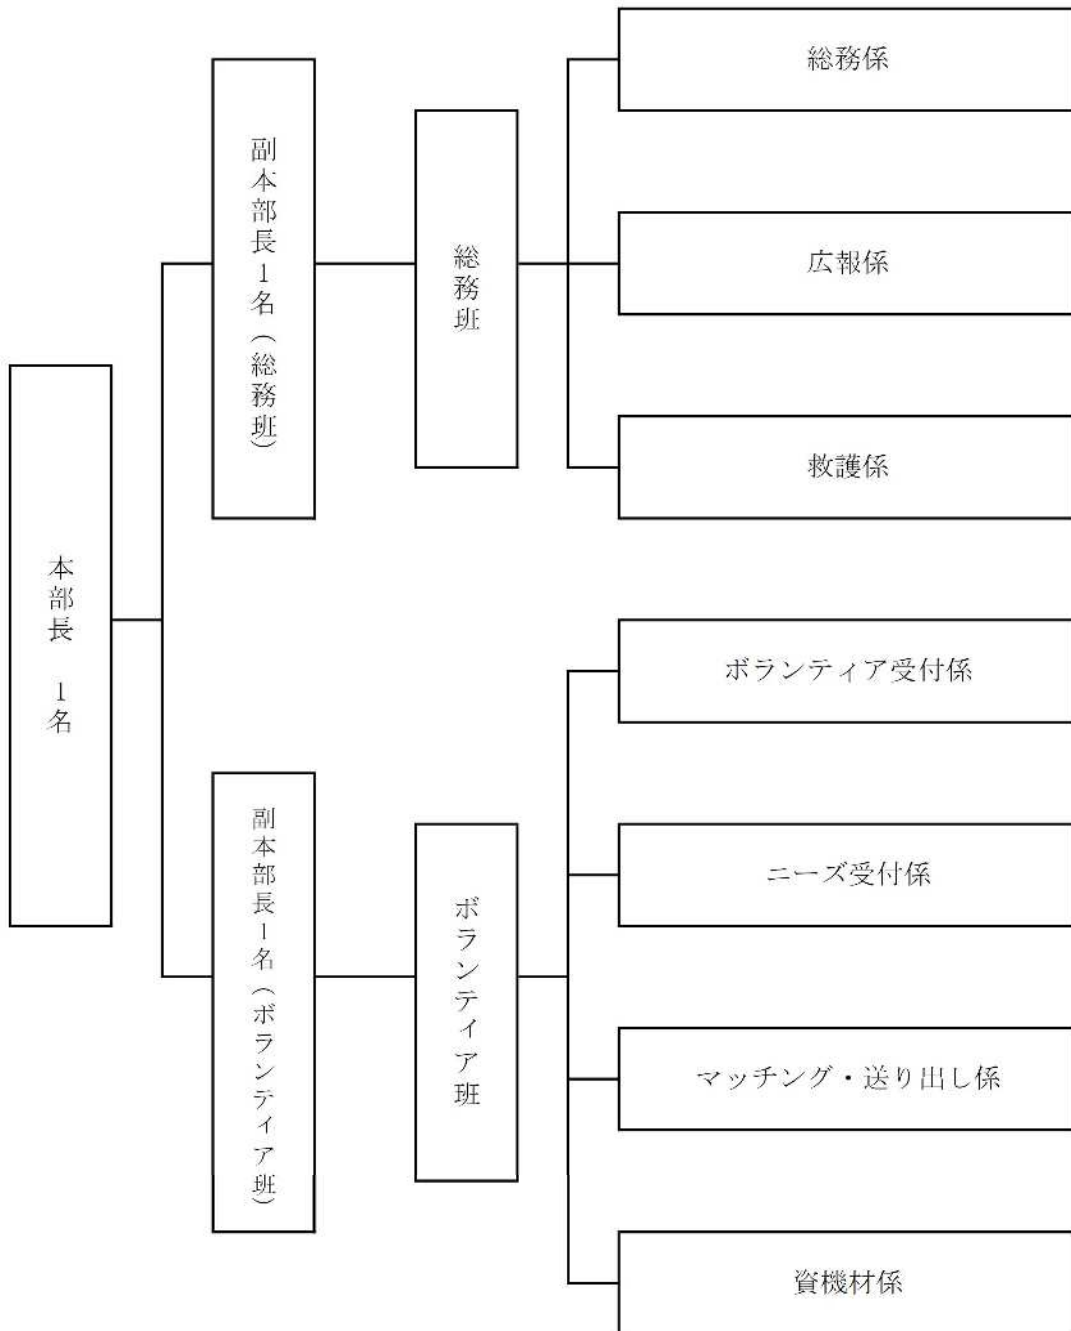 本部長 1名
副本部長1名(総務班)
総務班
総務係
広報係
救護係
副本部長1名(ボランティア班)
ボランティア班
ボランティア受付係
ニーズ受付係
マッチング・送り出し係
資機材係